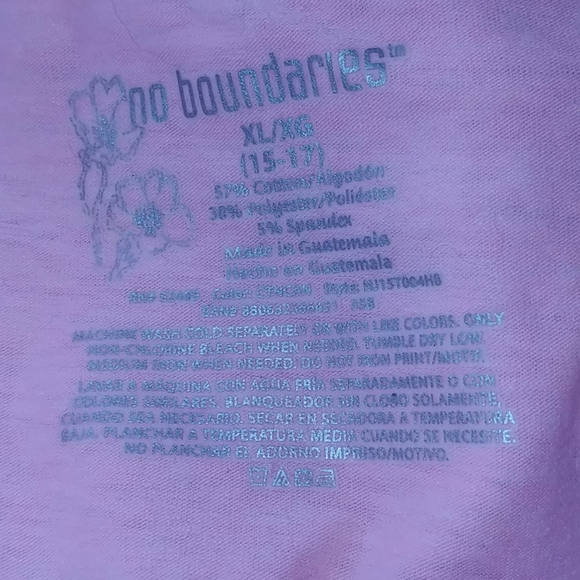 no boundaries™
XL/XG
(15-17)
57% Cotton/Algodón
38% Polyester/Poliéster
5% Spandex
Made in Guatemala
Hecho en Guatemala
Style: NJ15T004HB
MACHINE WASH COLD SEPARATELY OR WITH LIKE COLORS. ONLY
NON-CHLORINE BLEACH WHEN NEEDED. TUMBLE DRY LOW.
MEDIUM IRON WHEN NEEDED. DO NOT IRON PRINT/MOTIF.
LAVAR A MAQUINA CON AGUA FRÍA SEPARADAMENTE O CON
COLORES SIMILARES. BLANQUEADOR SIN CLORO SOLAMENTE,
CUANDO SEA NECESARIO. SECAR EN SECADORA A TEMPERATURA
BAJA. PLANCHAR A TEMPERATURA MEDIA CUANDO SE NECESITE.
NO PLANCHAR EL ADORNO IMPRESO/MOTIVO.